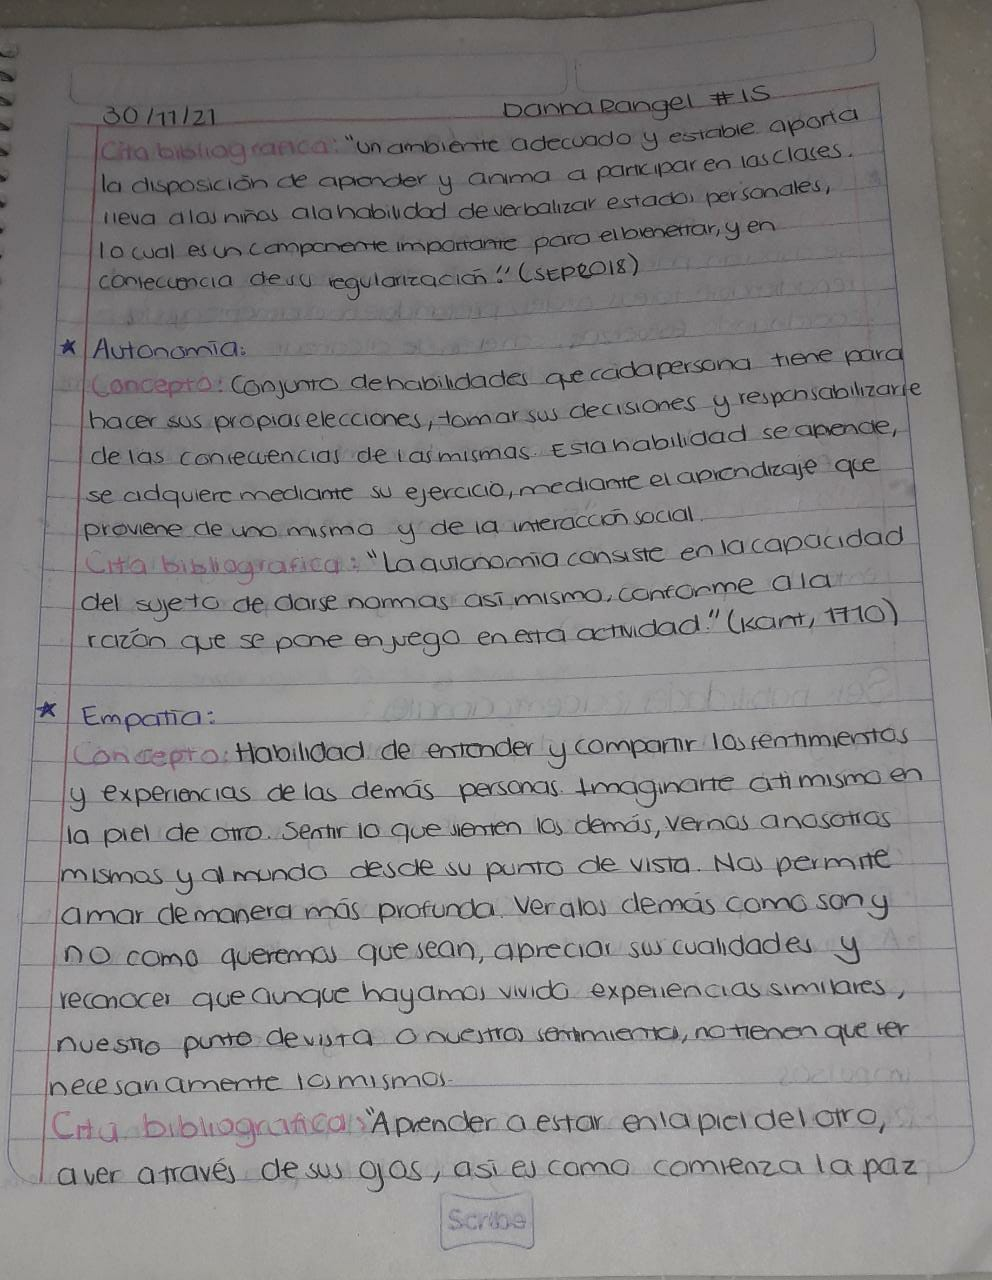 30/11/21 Danna Rangel #15
Cita bibliografica: "Un ambiente adecuado y estable aporta
la disposición de aprender y anima a participar en las clases.
lleva a los niños a la habilidad de verbalizar estados personales,
lo cual es un componente importante para el bienestar, y en
consecuencia de su regularización." (SEP2018)
* Autonomía:
Concepto: Conjunto de habilidades que cada persona tiene para
hacer sus propias elecciones, tomar sus decisiones y responsabilizarse
de las consecuencias de las mismas. Esta habilidad se aprende,
se adquiere mediante su ejercicio, mediante el aprendizaje que
proviene de uno mismo y de la interacción social.
Cita bibliografica: "La autonomía consiste en la capacidad
del sujeto de darse normas asi mismo, conforme a la
razón que se pone en juego en esta actividad." (Kant, 1710)
* Empatía:
Concepto: Habilidad de entender y compartir los sentimientos
y experiencias de las demás personas. Imaginarte a ti mismo en
la piel de otro. Sentir lo que sienten los demás, vernos a nosotros
mismos y al mundo desde su punto de vista. Nos permite
amar de manera más profunda. Ver a los demás como son y
no como queremos que sean, apreciar sus cualidades y
reconocer que aunque hayamos vivido experiencias similares,
nuestro punto de vista o nuestros sentimientos, no tienen que ser
necesariamente los mismos.
Cita bibliografica: "Aprender a estar en la piel del otro,
a ver a través de sus ojos, asi es como comienza la paz
Scribe